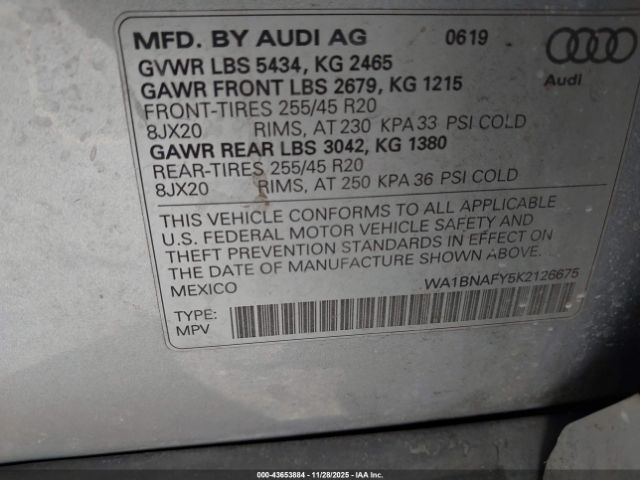 MFD. BY AUDI AG 0619
GVWR LBS 5434, KG 2465
GAWR FRONT LBS 2679, KG 1215
Audi
FRONT-TIRES 255/45 R20
8JX20 RIMS, AT 230 KPA 33 PSI COLD
GAWR REAR LBS 3042, KG 1380
REAR-TIRES 255/45 R20
8JX20 RIMS, AT 250 KPA 36 PSI COLD
THIS VEHICLE CONFORMS TO ALL APPLICABLE
U.S. FEDERAL MOTOR VEHICLE SAFETY AND
THEFT PREVENTION STANDARDS IN EFFECT ON
THE DATE OF MANUFACTURE SHOWN ABOVE.
MEXICO WA1BNAFY5K2126675
TYPE:
MPV
000-43653884 | 11/28/2025 - IAAI.COM